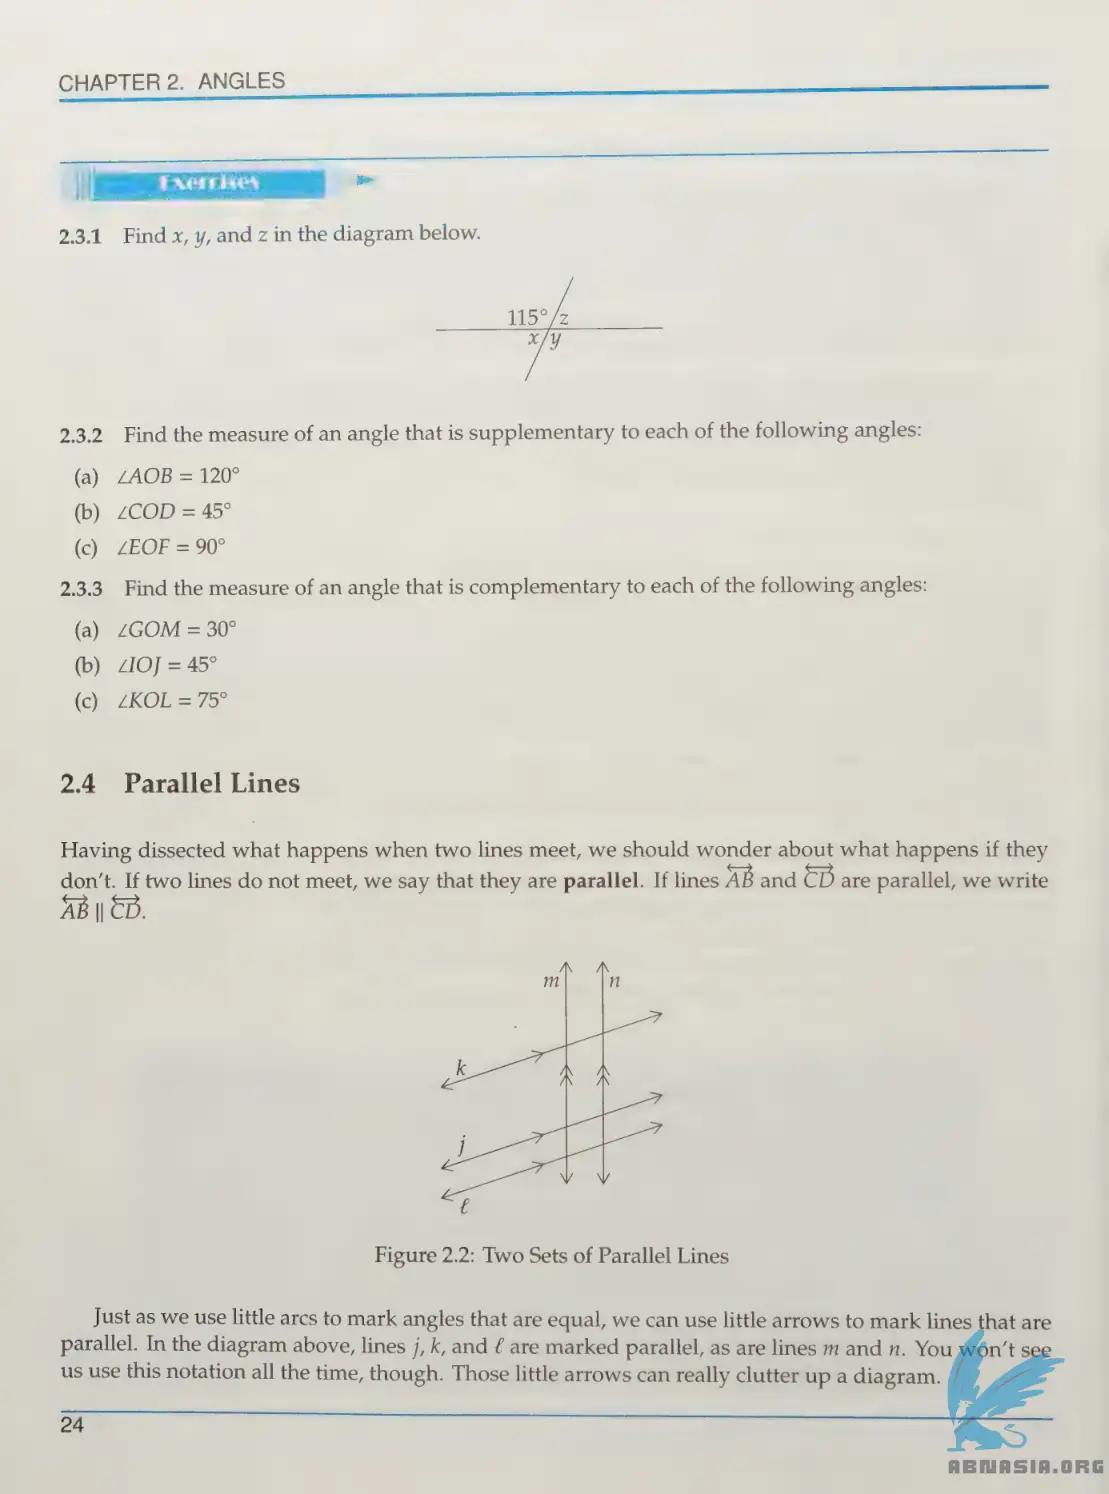 CHAPTER 2. ANGLES
Exercises
2.3.1 Find x, y, and z in the diagram below.
115° z
x y
2.3.2 Find the measure of an angle that is supplementary to each of the following angles:
(a) ∠AOB = 120°
(b) ∠COD = 45°
(c) ∠EOF = 90°
2.3.3 Find the measure of an angle that is complementary to each of the following angles:
(a) ∠GOM = 30°
(b) ∠IOJ = 45°
(c) ∠KOL = 75°
2.4 Parallel Lines
Having dissected what happens when two lines meet, we should wonder about what happens if they
don't. If two lines do not meet, we say that they are parallel. If lines \overleftrightarrow{AB} and \overleftrightarrow{CD} are parallel, we write
\overleftrightarrow{AB} ∥ \overleftrightarrow{CD}.
m n
k
j
ℓ
Figure 2.2: Two Sets of Parallel Lines
Just as we use little arcs to mark angles that are equal, we can use little arrows to mark lines that are
parallel. In the diagram above, lines j, k, and ℓ are marked parallel, as are lines m and n. You won't see
us use this notation all the time, though. Those little arrows can really clutter up a diagram.
24
ABNASIA.ORG